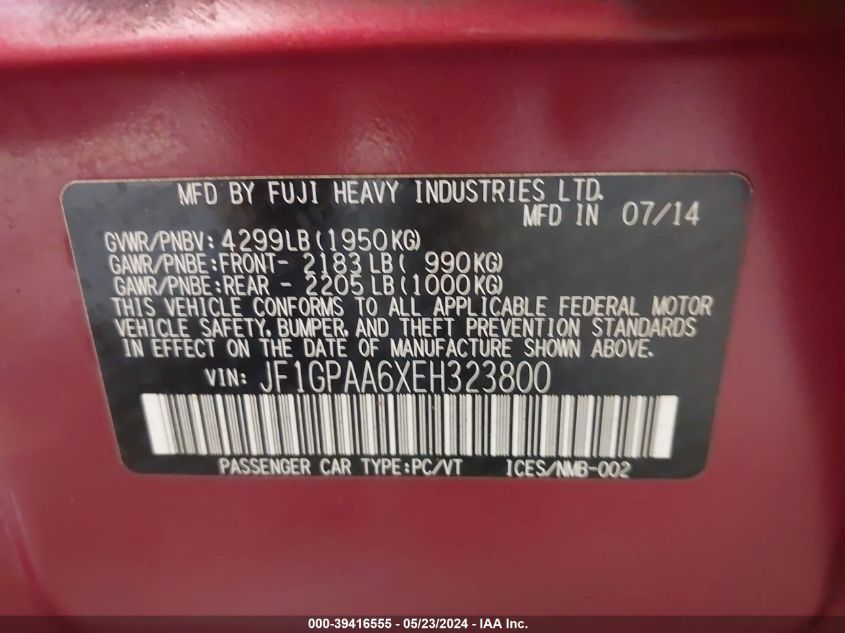 MFD BY FUJI HEAVY INDUSTRIES LTD.
MFD IN 07/14
GVWR/PNBV: 4299LB(1950KG)
GAWR/PNBE:FRONT- 2183LB( 990KG)
GAWR/PNBE:REAR - 2205LB(1000KG)
THIS VEHICLE CONFORMS TO ALL APPLICABLE FEDERAL MOTOR
VEHICLE SAFETY, BUMPER, AND THEFT PREVENTION STANDARDS
IN EFFECT ON THE DATE OF MANUFACTURE SHOWN ABOVE.
VIN: JF1GPAA6XEH323800
PASSENGER CAR TYPE:PC/VT ICES/NMB-002
000-39416555 - 05/23/2024 - IAA Inc.